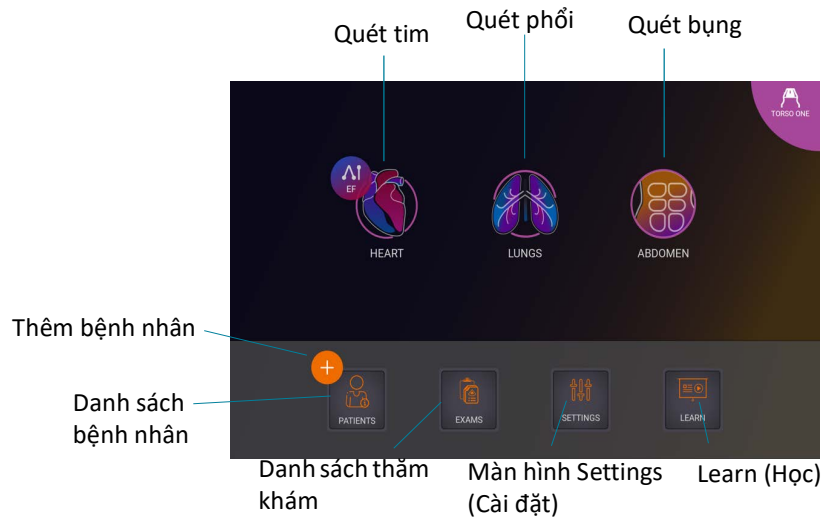 Quét tim
Quét phổi
Quét bụng
TORSO ONE
EF
HEART
LUNGS
ABDOMEN
Thêm bệnh nhân
Danh sách
bệnh nhân
PATIENTS
EXAMS
SETTINGS
LEARN
Danh sách thăm
khám
Màn hình Settings
(Cài đặt)
Learn (Học)